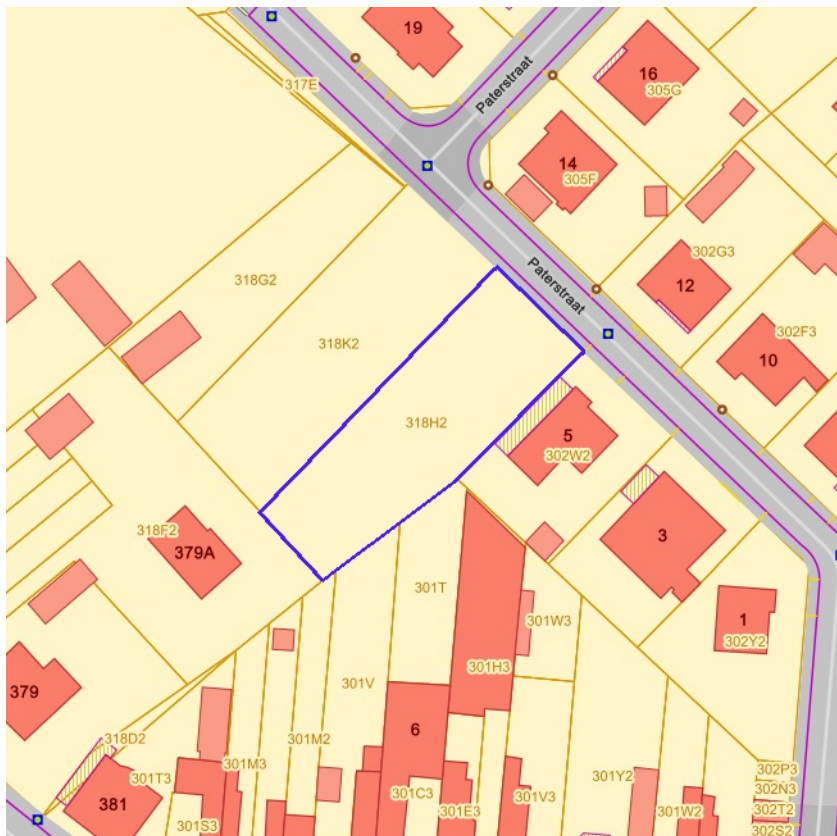 19
Paterstraat
16
305G
317E
14
305F
302G3
318G2
12
Paterstraat
302F3
318K2
10
318H2
5
302W2
318F2
3
379A
301T
301W3
1
302Y2
301H3
301V
379
6
318D2
301M2
301M3
301T3
301Y2
302P3
381
301C3
301V3
302N3
301E3
302T2
301W2
301S3
302S2